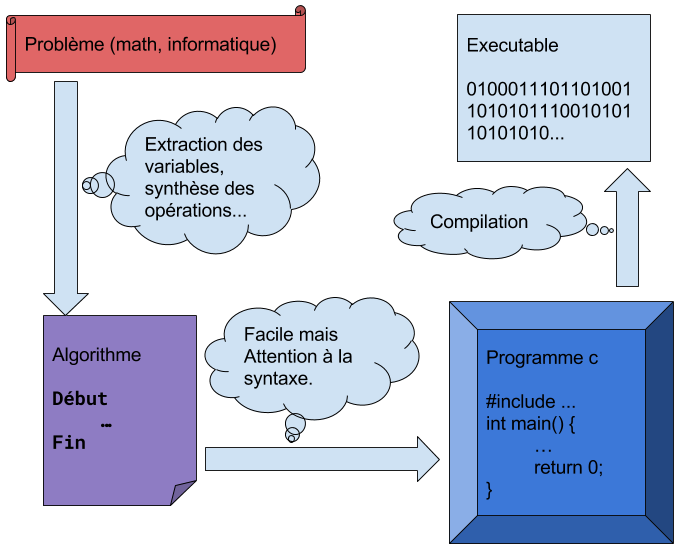 Problème (math, informatique)
Extraction des
variables,
synthèse des
opérations...
Algorithme
Début
…
Fin
Facile mais
Attention à la
syntaxe.
Programme c
#include ...
int main() {
…
return 0;
}
Compilation
Executable
0100011101101001
1010101110010101
10101010...